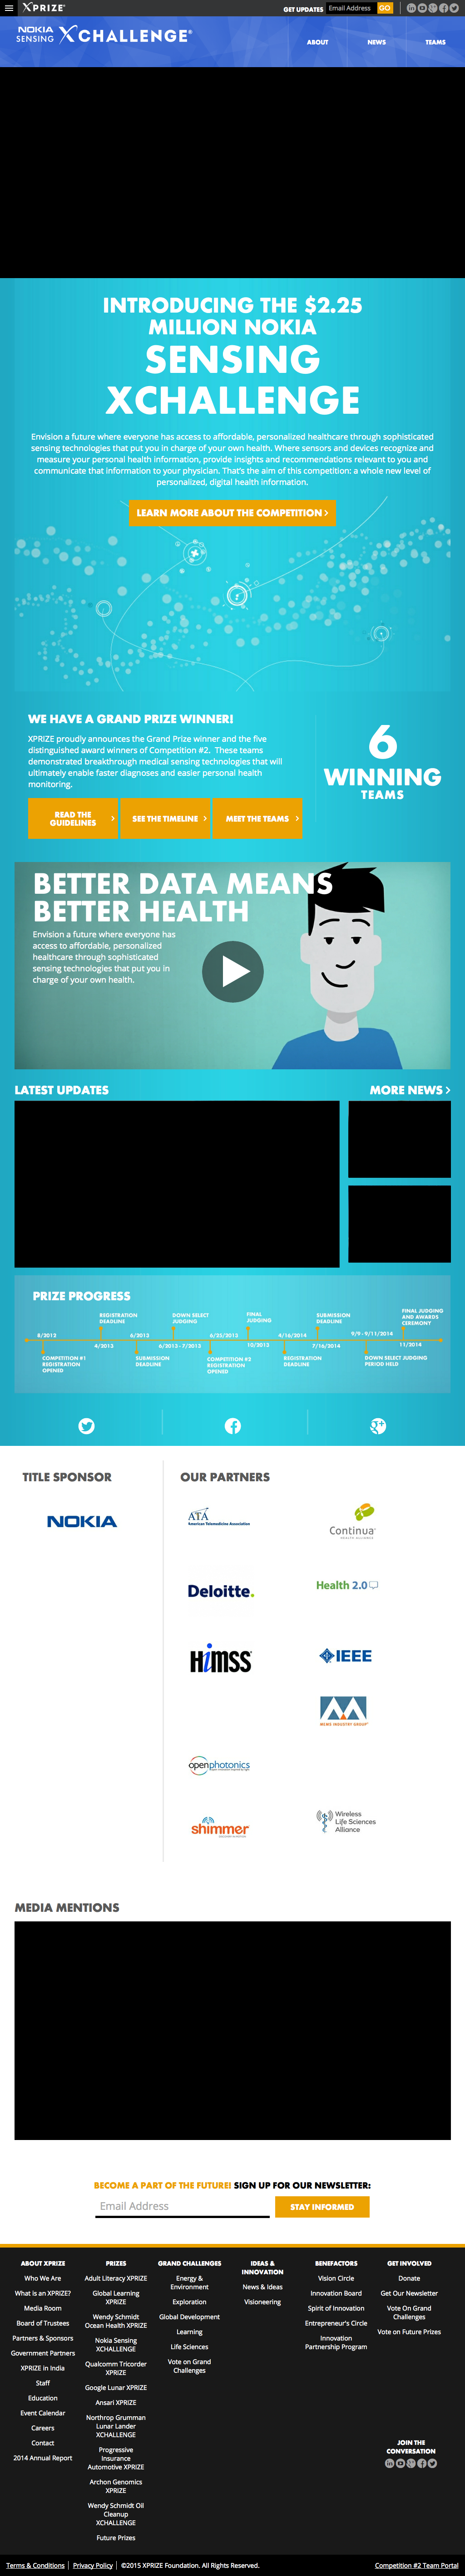 XPRIZE
GET UPDATES Email Address GO
NOKIA
SENSING XCHALLENGE®
ABOUT NEWS TEAMS
INTRODUCING THE $2.25
MILLION NOKIA
SENSING
XCHALLENGE
Envision a future where everyone has access to affordable, personalized healthcare through sophisticated
sensing technologies that put you in charge of your own health. Where sensors and devices recognize and
measure your personal health information, provide insights and recommendations relevant to you and
communicate that information to your physician. That's the aim of this competition: a whole new level of
personalized, digital health information.
LEARN MORE ABOUT THE COMPETITION >
WE HAVE A GRAND PRIZE WINNER!
XPRIZE proudly announces the Grand Prize winner and the five
distinguished award winners of Competition #2. These teams
demonstrated breakthrough medical sensing technologies that will
ultimately enable faster diagnoses and easier personal health
monitoring.
6
WINNING
TEAMS
READ THE
GUIDELINES >
SEE THE TIMELINE >
MEET THE TEAMS >
BETTER DATA MEANS
BETTER HEALTH
Envision a future where everyone has
access to affordable, personalized
healthcare through sophisticated
sensing technologies that put you in
charge of your own health.
LATEST UPDATES
MORE NEWS >
PRIZE PROGRESS
8/2012
COMPETITION #1
REGISTRATION
OPENED
REGISTRATION
DEADLINE
4/2013
6/2013
SUBMISSION
DEADLINE
DOWN SELECT
JUDGING
6/2013 - 7/2013
6/25/2013
COMPETITION #2
REGISTRATION
OPENED
FINAL
JUDGING
10/2013
4/16/2014
REGISTRATION
DEADLINE
SUBMISSION
DEADLINE
7/16/2014
9/9 - 9/11/2014
DOWN SELECT JUDGING
PERIOD HELD
FINAL JUDGING
AND AWARDS
CEREMONY
11/2014
TITLE SPONSOR
NOKIA
OUR PARTNERS
ATA
American Telemedicine Association
Continua
HEALTH ALLIANCE
Deloitte.
Health 2.0
HiMSS
IEEE
MEMS INDUSTRY GROUP
openphotonics
shimmer
Wireless
Life Sciences
Alliance
MEDIA MENTIONS
BECOME A PART OF THE FUTURE! SIGN UP FOR OUR NEWSLETTER:
Email Address
STAY INFORMED
ABOUT XPRIZE
Who We Are
What is an XPRIZE?
Media Room
Board of Trustees
Partners & Sponsors
Government Partners
XPRIZE in India
Staff
Education
Event Calendar
Careers
Contact
2014 Annual Report
PRIZES
Adult Literacy XPRIZE
Global Learning
XPRIZE
Wendy Schmidt
Ocean Health XPRIZE
Nokia Sensing
XCHALLENGE
Qualcomm Tricorder
XPRIZE
Google Lunar XPRIZE
Ansari XPRIZE
Northrop Grumman
Lunar Lander
XCHALLENGE
Progressive
Insurance
Automotive XPRIZE
Archon Genomics
XPRIZE
Wendy Schmidt Oil
Cleanup
XCHALLENGE
Future Prizes
GRAND CHALLENGES
Energy &
Environment
Exploration
Global Development
Learning
Life Sciences
Vote on Grand
Challenges
IDEAS &
INNOVATION
News & Ideas
Visioneering
BENEFACTORS
Vision Circle
Innovation Board
Spirit of Innovation
Entrepreneur's Circle
Innovation
Partnership Program
GET INVOLVED
Donate
Get Our Newsletter
Vote On Grand
Challenges
Vote on Future Prizes
JOIN THE
CONVERSATION
Terms & Conditions | Privacy Policy | ©2015 XPRIZE Foundation. All Rights Reserved.
Competition #2 Team Portal